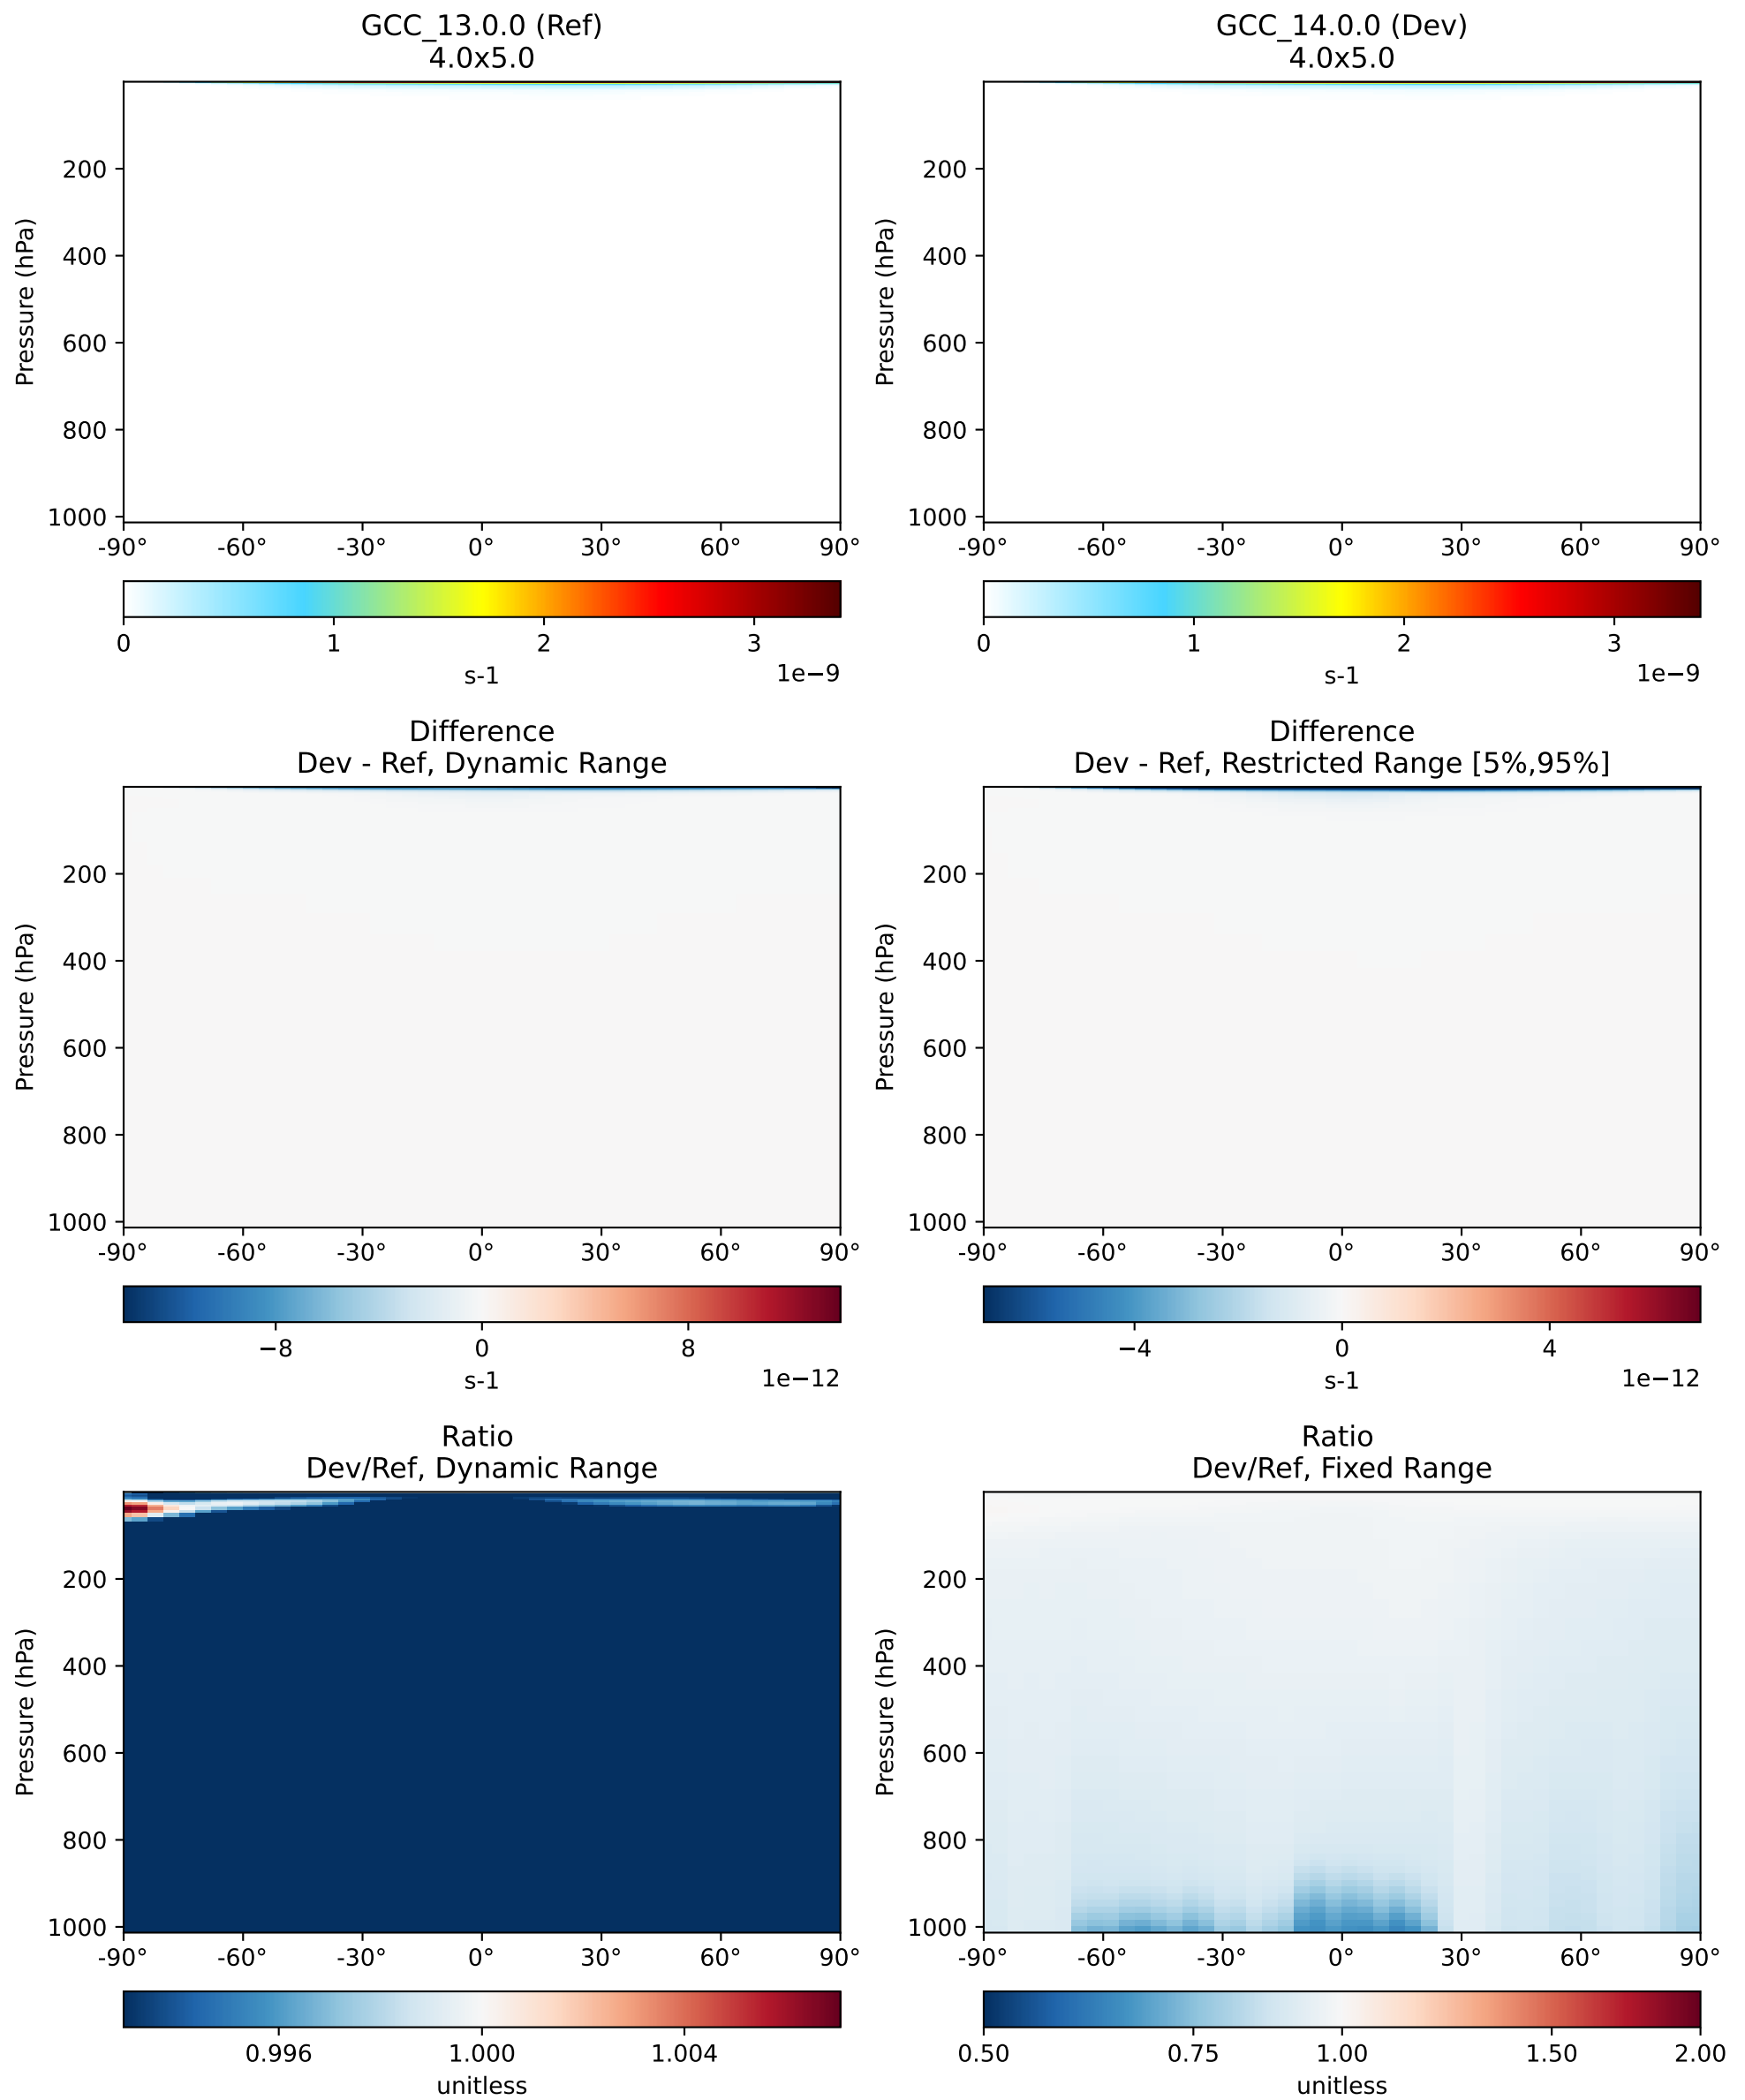 GCC_13.0.0 (Ref)
4.0x5.0
Pressure (hPa)
200
400
600
800
1000
-90° -60° -30° 0° 30° 60° 90°
0 1 2 3
s-1 1e−9
GCC_14.0.0 (Dev)
4.0x5.0
Pressure (hPa)
200
400
600
800
1000
-90° -60° -30° 0° 30° 60° 90°
0 1 2 3
s-1 1e−9
Difference
Dev - Ref, Dynamic Range
Pressure (hPa)
200
400
600
800
1000
-90° -60° -30° 0° 30° 60° 90°
−8 0 8
s-1 1e−12
Difference
Dev - Ref, Restricted Range [5%,95%]
Pressure (hPa)
200
400
600
800
1000
-90° -60° -30° 0° 30° 60° 90°
−4 0 4
s-1 1e−12
Ratio
Dev/Ref, Dynamic Range
Pressure (hPa)
200
400
600
800
1000
-90° -60° -30° 0° 30° 60° 90°
0.996 1.000 1.004
unitless
Ratio
Dev/Ref, Fixed Range
Pressure (hPa)
200
400
600
800
1000
-90° -60° -30° 0° 30° 60° 90°
0.50 0.75 1.00 1.50 2.00
unitless